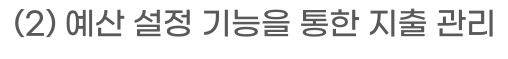 (2) 예산 설정 기능을 통한 지출 관리